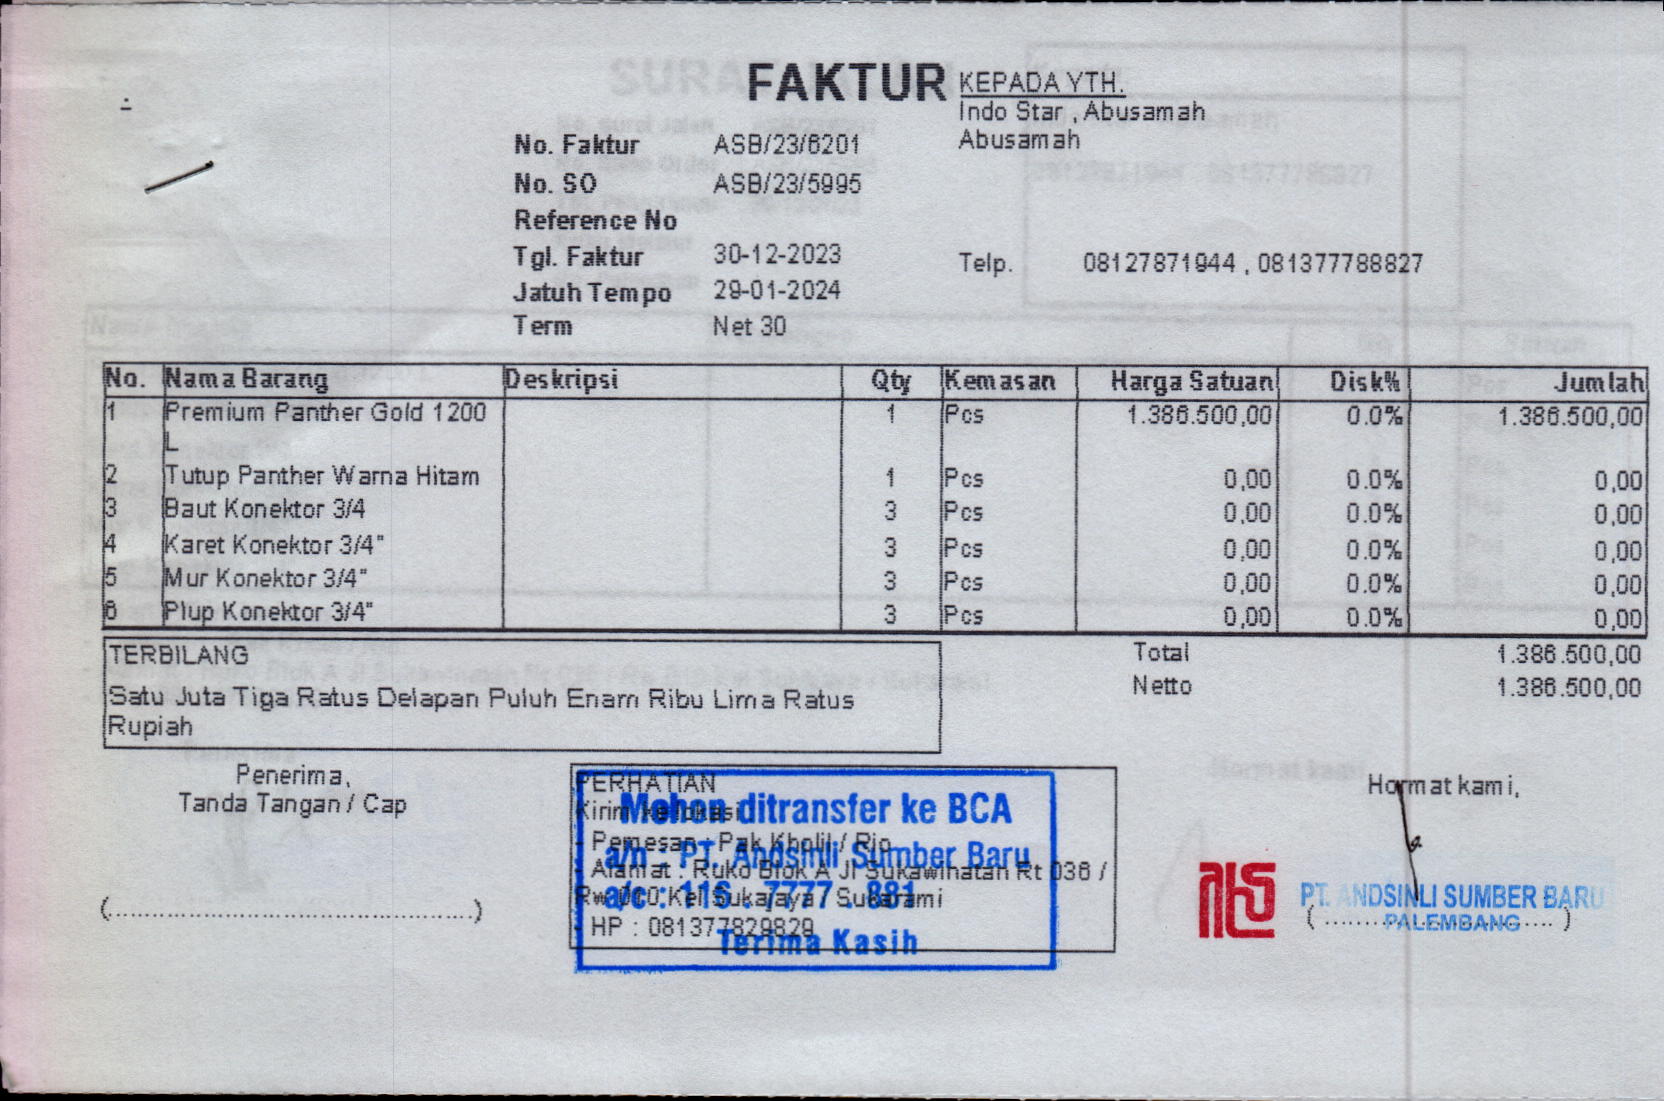 FAKTUR
KEPADA YTH.
Indo Star , Abusamah
Abusamah
No. Faktur ASB/23/6201
No. SO ASB/23/5995
Reference No
Tgl. Faktur 30-12-2023
Telp. 08127871944 , 081377788827
Jatuh Tempo 29-01-2024
Term Net 30
No. Nama Barang Deskripsi Qty Kemasan Harga Satuan Disk% Jumlah
1 Premium Panther Gold 1200 1 Pcs 1.386.500,00 0.0% 1.386.500,00
L
2 Tutup Panther Warna Hitam 1 Pcs 0,00 0.0% 0,00
3 Baut Konektor 3/4 3 Pcs 0,00 0.0% 0,00
4 Karet Konektor 3/4" 3 Pcs 0,00 0.0% 0,00
5 Mur Konektor 3/4" 3 Pcs 0,00 0.0% 0,00
6 Plup Konektor 3/4" 3 Pcs 0,00 0.0% 0,00
TERBILANG
Satu Juta Tiga Ratus Delapan Puluh Enam Ribu Lima Ratus
Rupiah
Total 1.386.500,00
Netto 1.386.500,00
Penerima,
Tanda Tangan / Cap
(....................................................)
PERHATIAN
Kirim ke lokasi
- Pemesan : Pak Kholil / Rio
- Alamat : Ruko Blok A Jl Sukawinatan Rt 036 /
Rw Kel Sukajaya / Sukarami
- HP : 081377829829
Mohon ditransfer ke BCA
a/n : PT. Andsinli Sumber Baru
a/c : 116 . 7777 . 881
Terima Kasih
Hormat kami,
PT. ANDSINLI SUMBER BARU
PALEMBANG
(..................................)